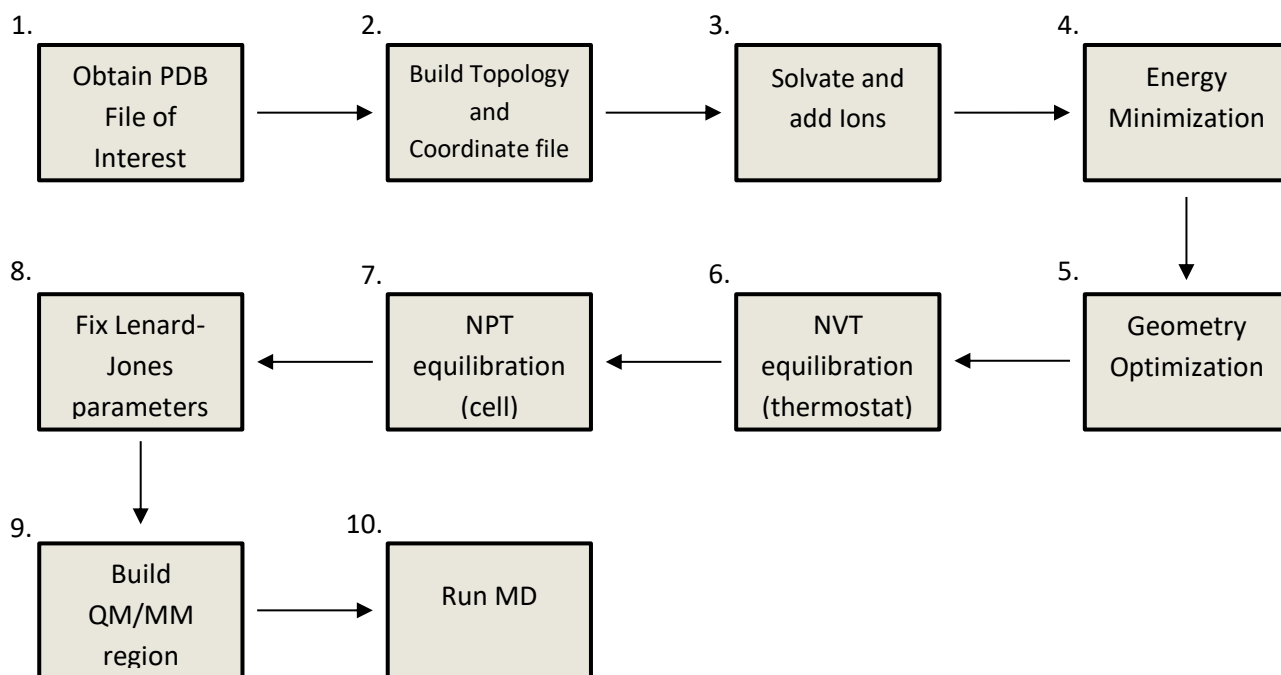 1.
Obtain PDB
File of
Interest
2.
Build Topology
and
Coordinate file
3.
Solvate and
add Ions
4.
Energy
Minimization
5.
Geometry
Optimization
6.
NVT
equilibration
(thermostat)
7.
NPT
equilibration
(cell)
8.
Fix Lenard-
Jones
parameters
9.
Build
QM/MM
region
10.
Run MD